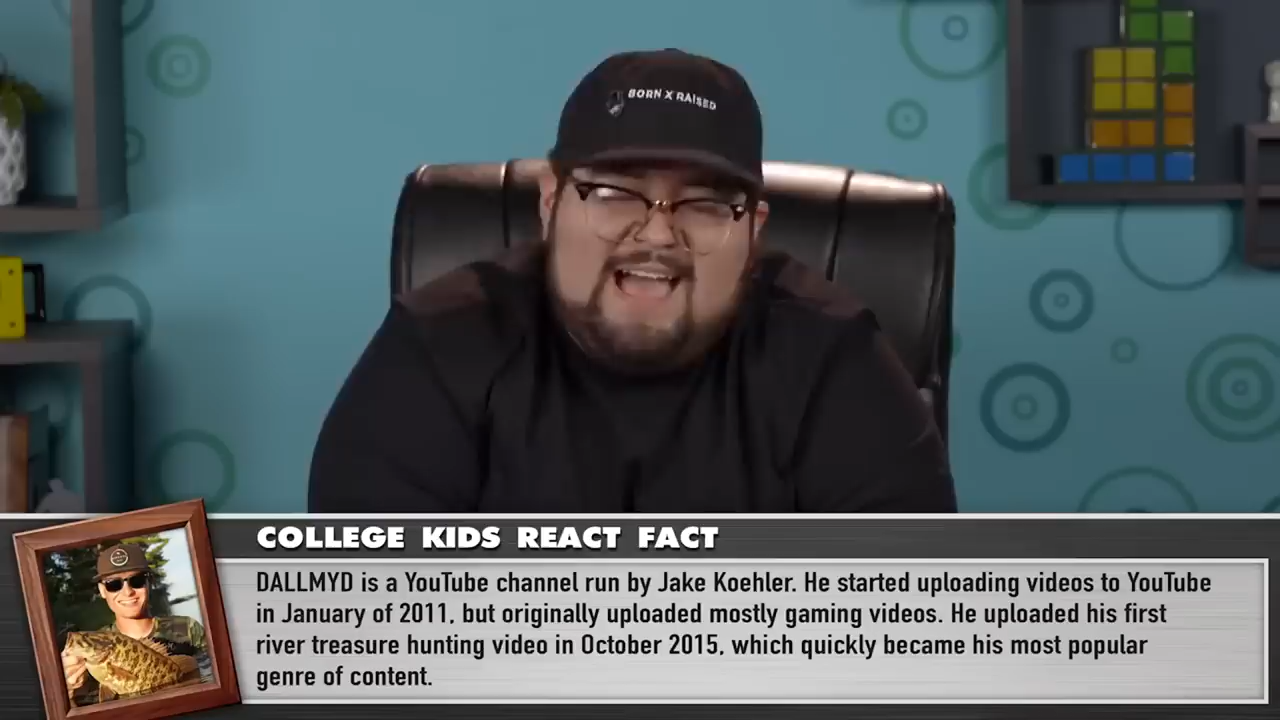 BORN X RAISED
COLLEGE KIDS REACT FACT
DALLMYD is a YouTube channel run by Jake Koehler. He started uploading videos to YouTube
in January of 2011, but originally uploaded mostly gaming videos. He uploaded his first
river treasure hunting video in October 2015, which quickly became his most popular
genre of content.